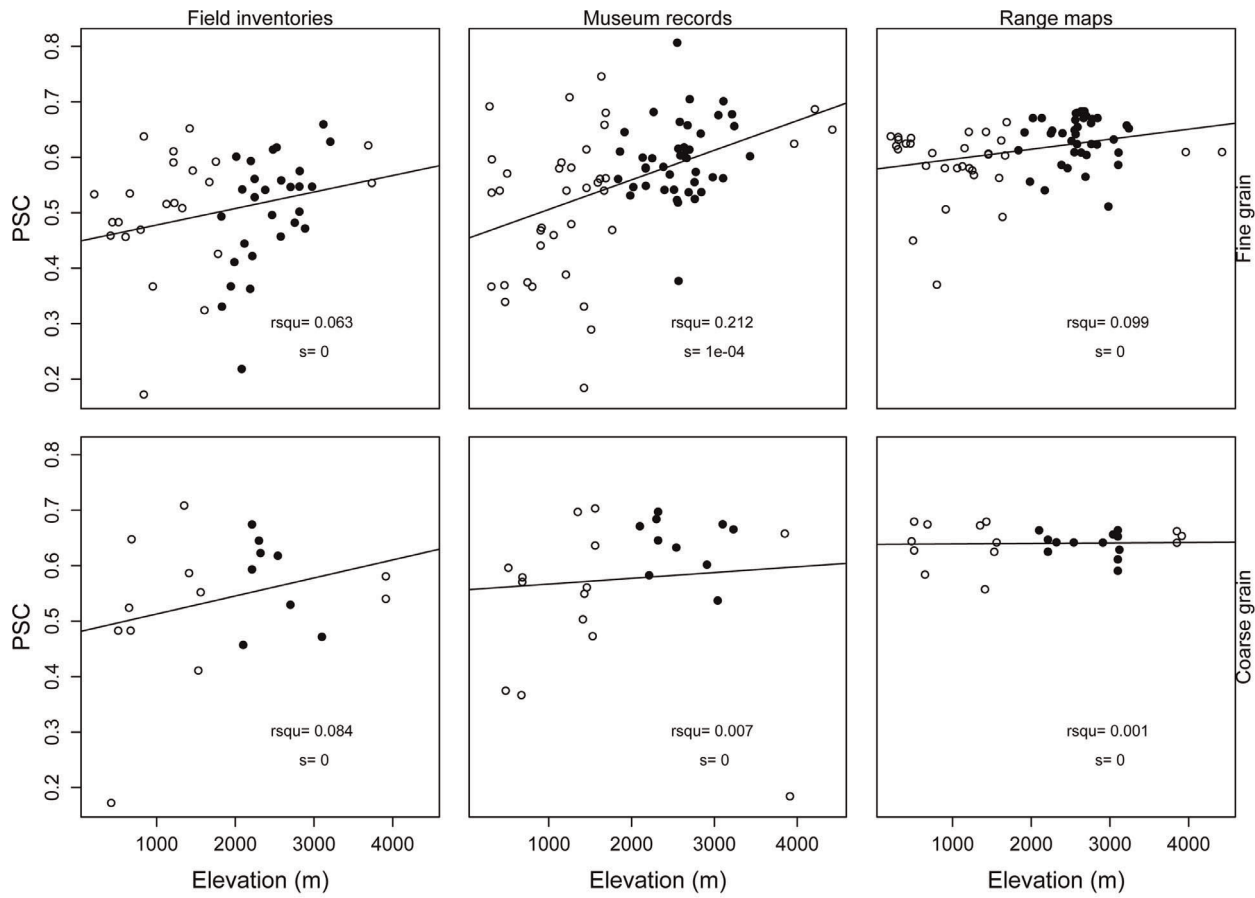 Field inventories
Museum records
Range maps
PSC
0.8
0.7
0.6
0.5
0.4
0.3
0.2
rsqu= 0.063
s= 0
rsqu= 0.212
s= 1e-04
rsqu= 0.099
s= 0
Fine grain
PSC
0.8
0.7
0.6
0.5
0.4
0.3
0.2
rsqu= 0.084
s= 0
rsqu= 0.007
s= 0
rsqu= 0.001
s= 0
Coarse grain
1000 2000 3000 4000
1000 2000 3000 4000
1000 2000 3000 4000
Elevation (m)
Elevation (m)
Elevation (m)